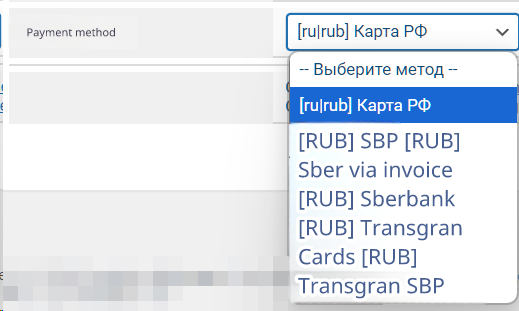 Payment method
[ru|rub] Карта РФ
-- Выберите метод --
[ru|rub] Карта РФ
[RUB] SBP [RUB]
Sber via invoice
[RUB] Sberbank
[RUB] Transgran
Cards [RUB]
Transgran SBP